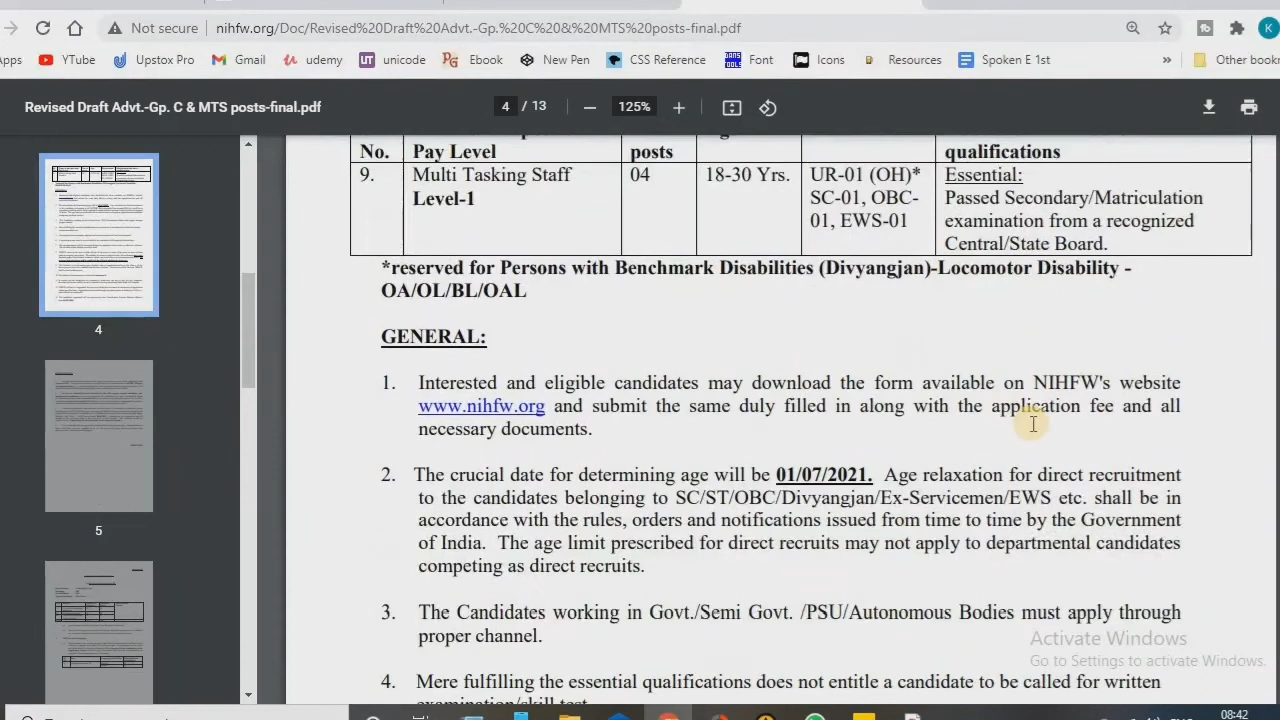 Not secure nihfw.org/Doc/Revised%20Draft%20Advt.-Gp.%20C%20&%20MTS%20posts-final.pdf K
Apps YTube Upstox Pro Gmail udemy UT unicode Ebook New Pen CSS Reference Font Icons Resources Spoken E 1st » Other bookr
Revised Draft Advt.-Gp. C & MTS posts-final.pdf 4 / 13 125%
No. Pay Level posts qualifications
9. Multi Tasking Staff 04 18-30 Yrs. UR-01 (OH)* Essential:
Level-1 SC-01, OBC- Passed Secondary/Matriculation
01, EWS-01 examination from a recognized
Central/State Board.
*reserved for Persons with Benchmark Disabilities (Divyangjan)-Locomotor Disability -
OA/OL/BL/OAL
GENERAL:
1. Interested and eligible candidates may download the form available on NIHFW's website
www.nihfw.org and submit the same duly filled in along with the application fee and all
necessary documents.
2. The crucial date for determining age will be 01/07/2021. Age relaxation for direct recruitment
to the candidates belonging to SC/ST/OBC/Divyangjan/Ex-Servicemen/EWS etc. shall be in
accordance with the rules, orders and notifications issued from time to time by the Government
of India. The age limit prescribed for direct recruits may not apply to departmental candidates
competing as direct recruits.
3. The Candidates working in Govt./Semi Govt. /PSU/Autonomous Bodies must apply through
proper channel.
4. Mere fulfilling the essential qualifications does not entitle a candidate to be called for written
examination/skill test
4
5
Activate Windows
Go to Settings to activate Windows.
08:42